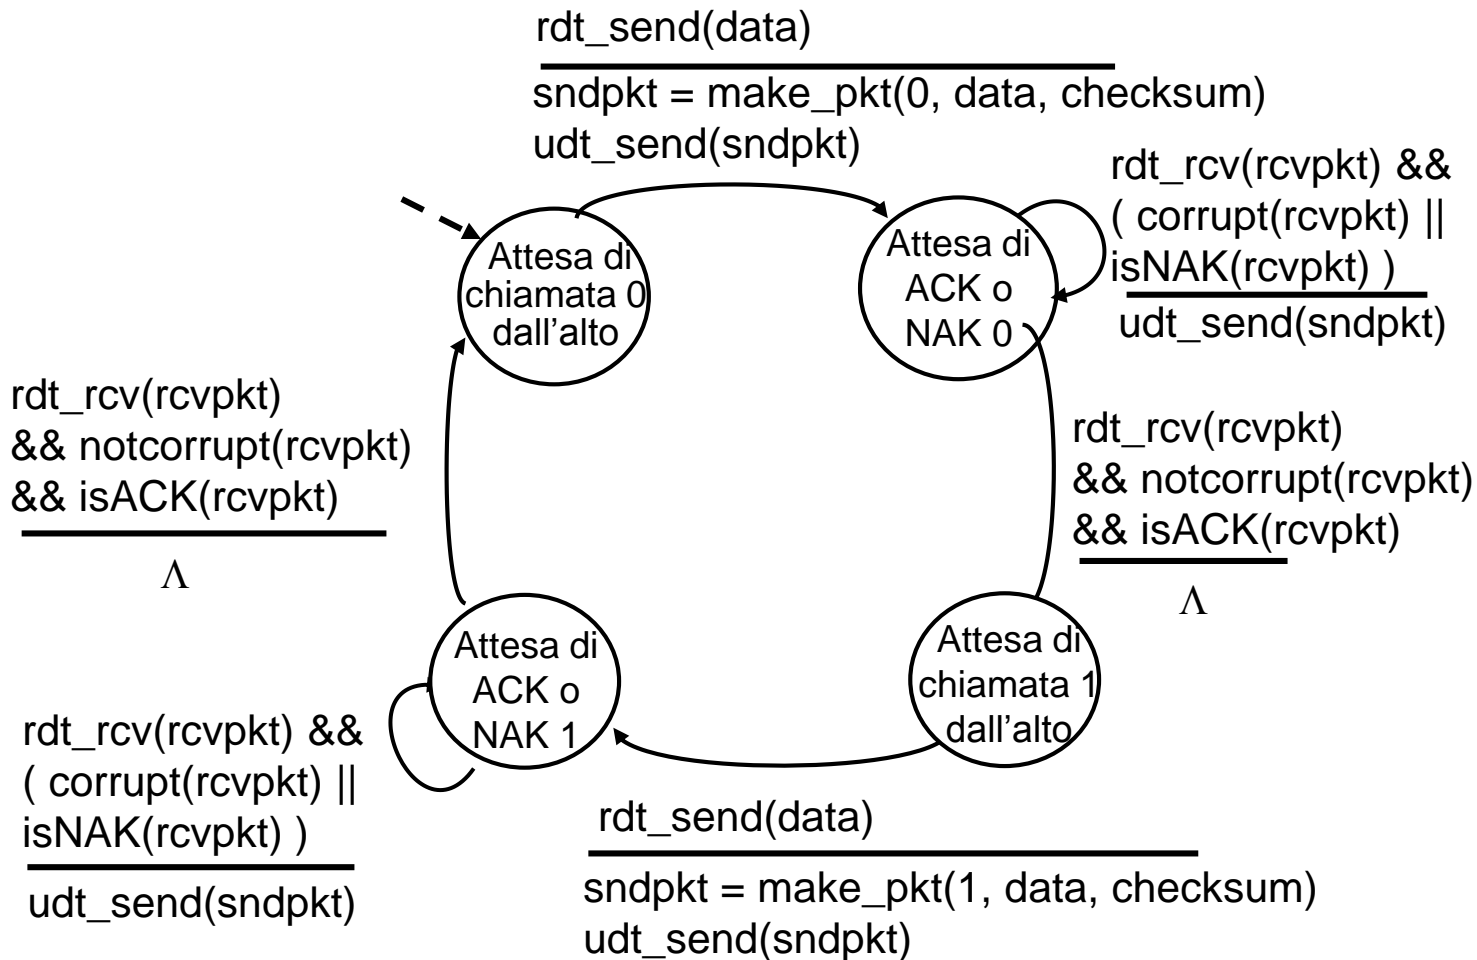 rdt_send(data)
sndpkt = make_pkt(0, data, checksum)
udt_send(sndpkt)
rdt_rcv(rcvpkt) &&
( corrupt(rcvpkt) ||
isNAK(rcvpkt) )
udt_send(sndpkt)
Attesa di
chiamata 0
dall'alto
Attesa di
ACK o
NAK 0
rdt_rcv(rcvpkt)
&& notcorrupt(rcvpkt)
&& isACK(rcvpkt)
Λ
rdt_rcv(rcvpkt)
&& notcorrupt(rcvpkt)
&& isACK(rcvpkt)
Λ
Attesa di
ACK o
NAK 1
Attesa di
chiamata 1
dall'alto
rdt_rcv(rcvpkt) &&
( corrupt(rcvpkt) ||
isNAK(rcvpkt) )
udt_send(sndpkt)
rdt_send(data)
sndpkt = make_pkt(1, data, checksum)
udt_send(sndpkt)